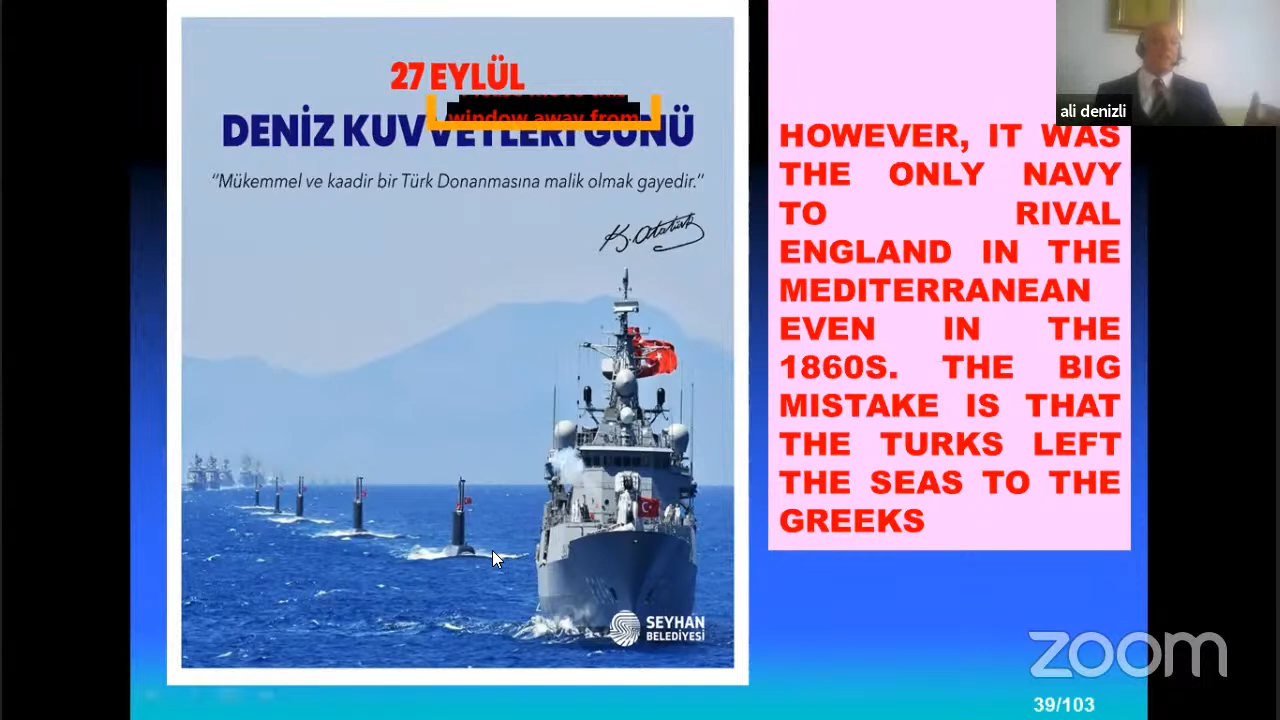 27 EYLÜL
window away from
DENİZ KUVVETLERİ GÜNÜ
“Mükemmel ve kaadir bir Türk Donanmasına malik olmak gayedir.”
K. Atatürk
SEYHAN
BELEDİYESİ
ali denizli
HOWEVER, IT WAS
THE ONLY NAVY
TO RIVAL
ENGLAND IN THE
MEDITERRANEAN
EVEN IN THE
1860S. THE BIG
MISTAKE IS THAT
THE TURKS LEFT
THE SEAS TO THE
GREEKS
zoom
39/103